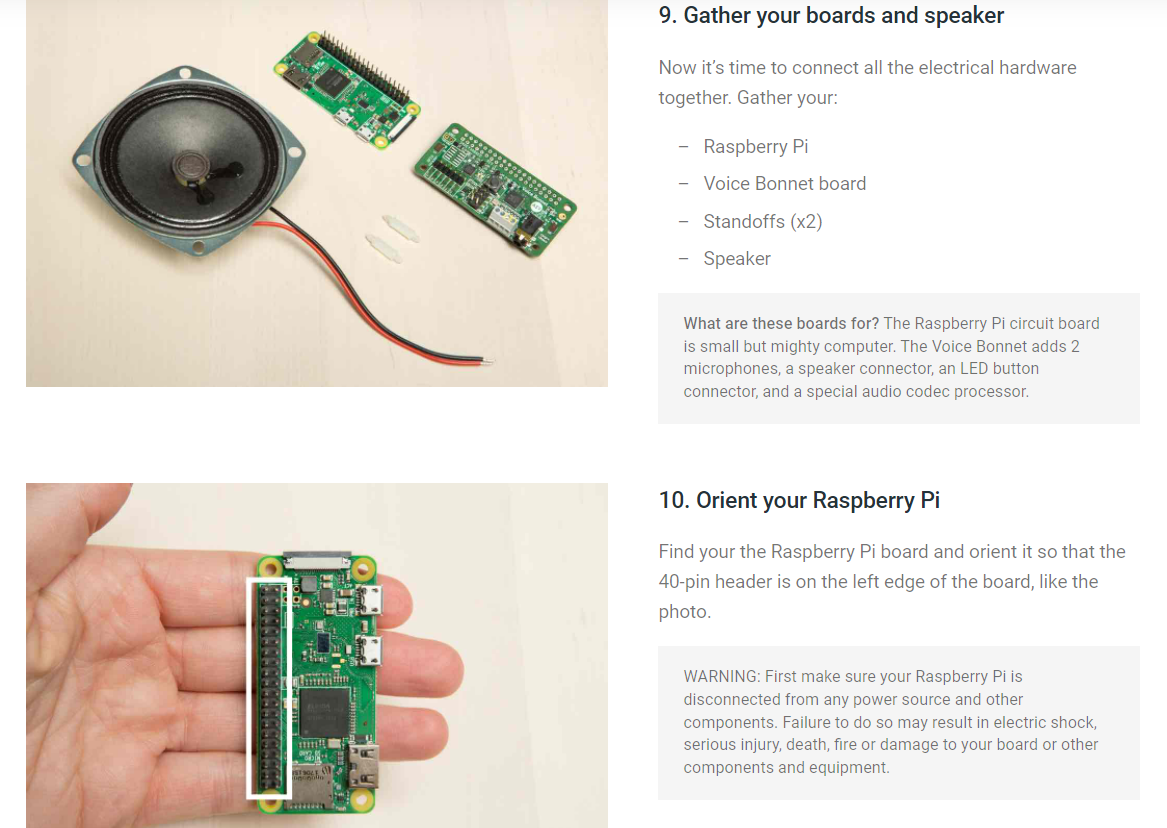 9. Gather your boards and speaker
Now it’s time to connect all the electrical hardware
together. Gather your:
– Raspberry Pi
– Voice Bonnet board
– Standoffs (x2)
– Speaker
What are these boards for? The Raspberry Pi circuit board
is small but mighty computer. The Voice Bonnet adds 2
microphones, a speaker connector, an LED button
connector, and a special audio codec processor.
10. Orient your Raspberry Pi
Find your the Raspberry Pi board and orient it so that the
40-pin header is on the left edge of the board, like the
photo.
WARNING: First make sure your Raspberry Pi is
disconnected from any power source and other
components. Failure to do so may result in electric shock,
serious injury, death, fire or damage to your board or other
components and equipment.